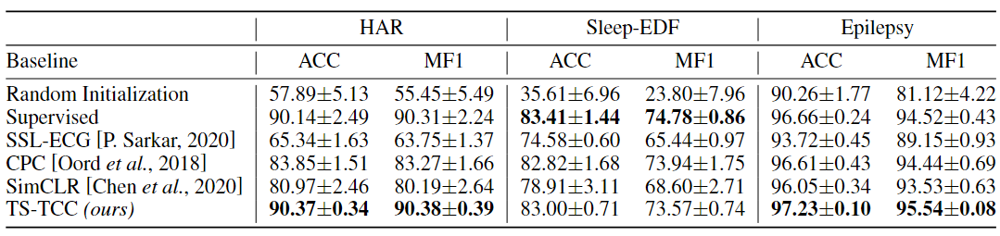 HAR Sleep-EDF Epilepsy
Baseline ACC MF1 ACC MF1 ACC MF1
Random Initialization 57.89±5.13 55.45±5.49 35.61±6.96 23.80±7.96 90.26±1.77 81.12±4.22
Supervised 90.14±2.49 90.31±2.24 83.41±1.44 74.78±0.86 96.66±0.24 94.52±0.43
SSL-ECG [P. Sarkar, 2020] 65.34±1.63 63.75±1.37 74.58±0.60 65.44±0.97 93.72±0.45 89.15±0.93
CPC [Oord et al., 2018] 83.85±1.51 83.27±1.66 82.82±1.68 73.94±1.75 96.61±0.43 94.44±0.69
SimCLR [Chen et al., 2020] 80.97±2.46 80.19±2.64 78.91±3.11 68.60±2.71 96.05±0.34 93.53±0.63
TS-TCC (ours) 90.37±0.34 90.38±0.39 83.00±0.71 73.57±0.74 97.23±0.10 95.54±0.08